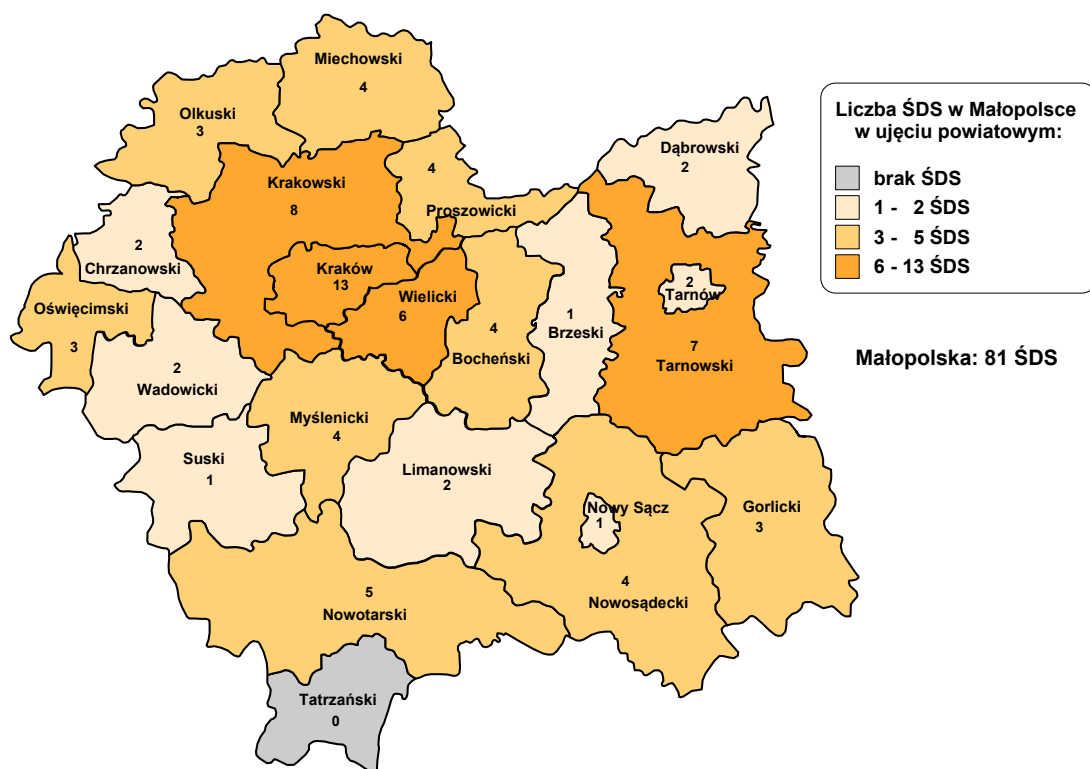 Miechowski
4
Olkuski
3
Dąbrowski
2
Krakowski
8
4
Proszowicki
2
Chrzanowski
Kraków
13
Wielicki
6
2
Tarnów
Oświęcimski
3
1
Brzeski
4
Bocheński
7
Tarnowski
2
Wadowicki
Myślenicki
4
Suski
1
Limanowski
2
Nowy Sącz
1
Gorlicki
3
4
Nowosądecki
5
Nowotarski
Tatrzański
0
Liczba ŚDS w Małopolsce
w ujęciu powiatowym:
brak ŚDS
1 - 2 ŚDS
3 - 5 ŚDS
6 - 13 ŚDS
Małopolska: 81 ŚDS